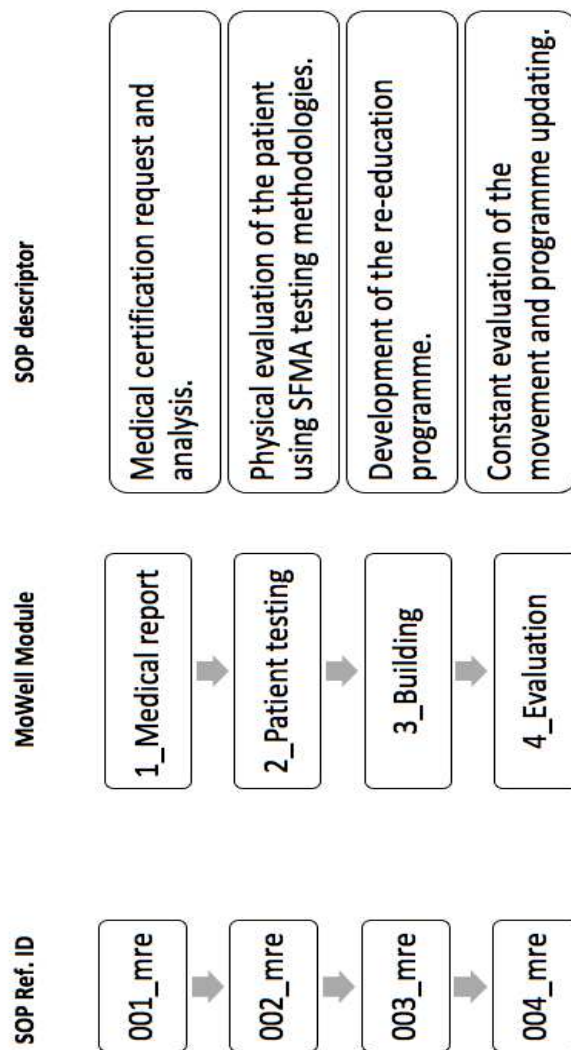 SOP Ref. ID
MoWell Module
SOP descriptor
001_mre
1_Medical report
Medical certification request and
analysis.
002_mre
2_Patient testing
Physical evaluation of the patient
using SFMA testing methodologies.
003_mre
3_Building
Development of the re-education
programme.
004_mre
4_Evaluation
Constant evaluation of the
movement and programme updating.